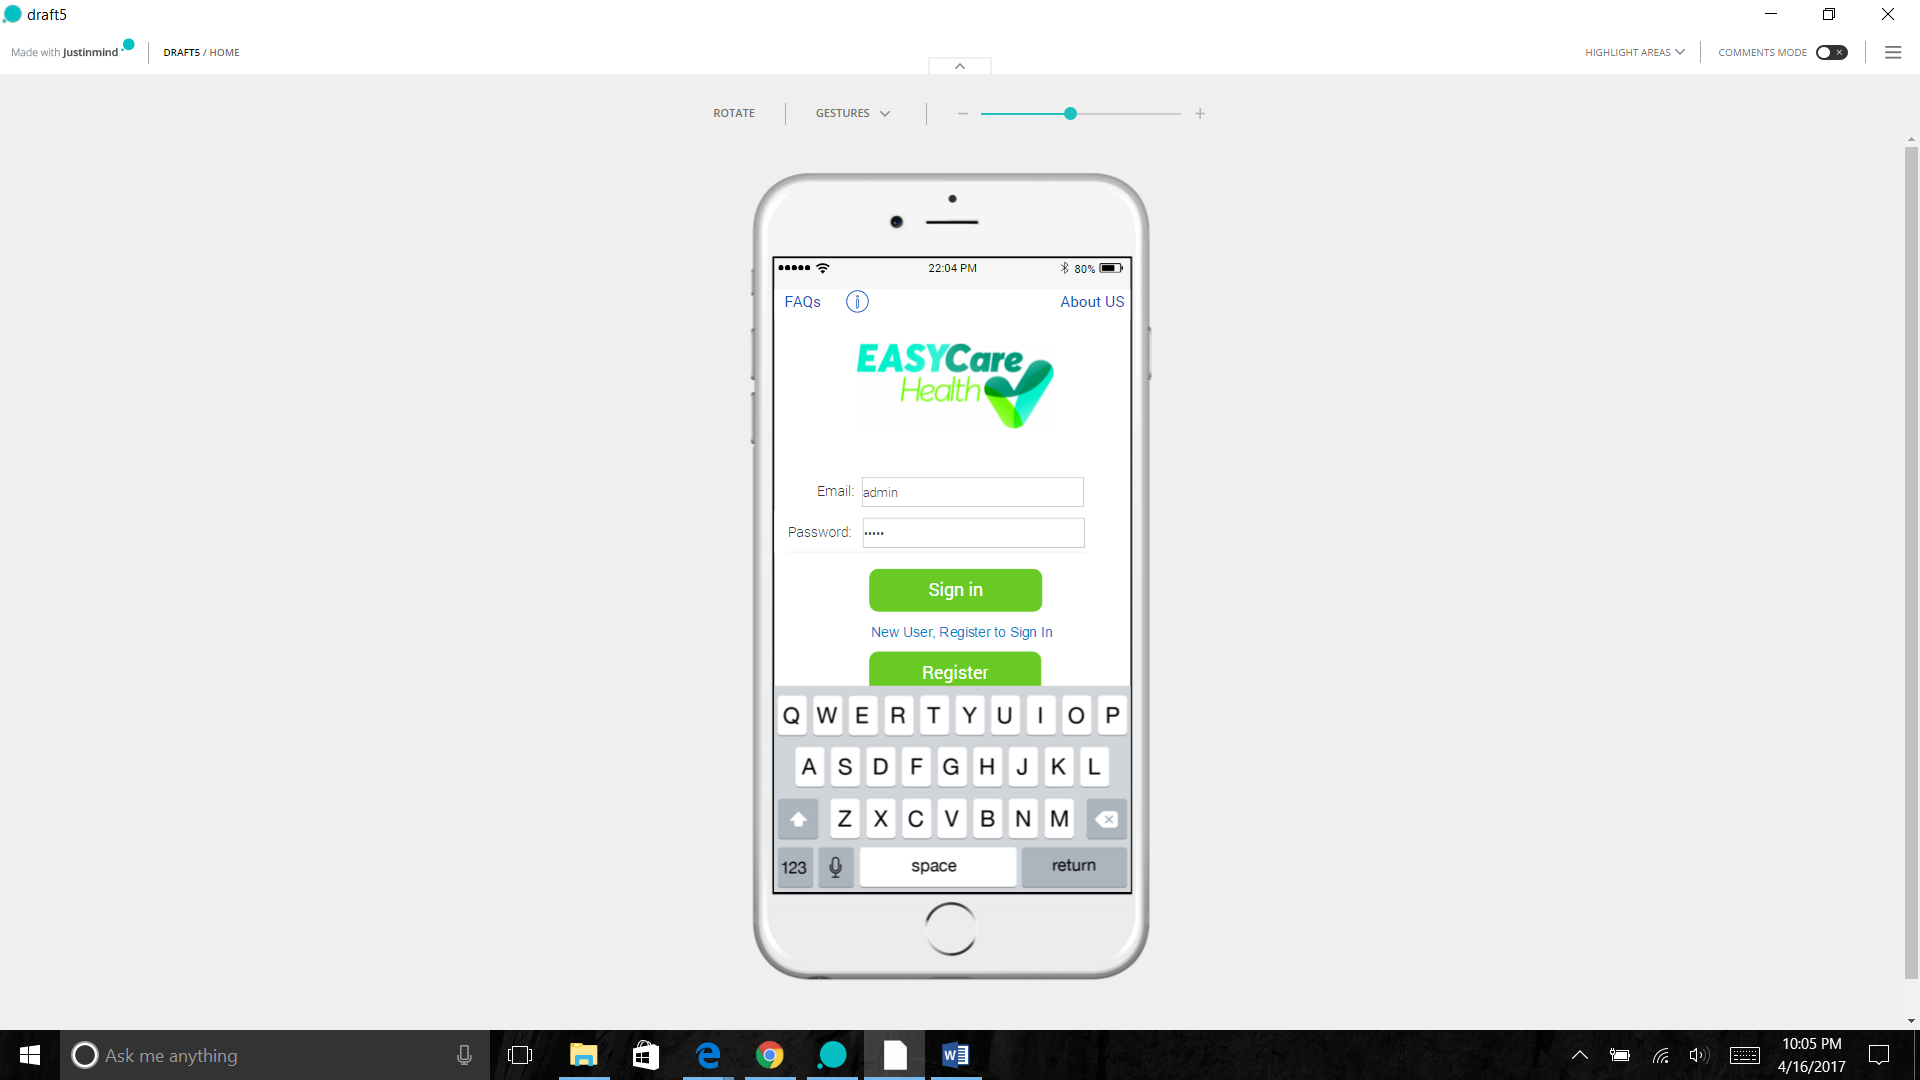 draft5
Made with Justinmind
DRAFT5 / HOME
HIGHLIGHT AREAS
COMMENTS MODE
ROTATE
GESTURES
22:04 PM
80%
FAQs
About US
EASYCare
Health
Email: admin
Password: •••••
Sign in
New User, Register to Sign In
Register
Q W E R T Y U I O P
A S D F G H J K L
Z X C V B N M
123 space return
Ask me anything
10:05 PM
4/16/2017